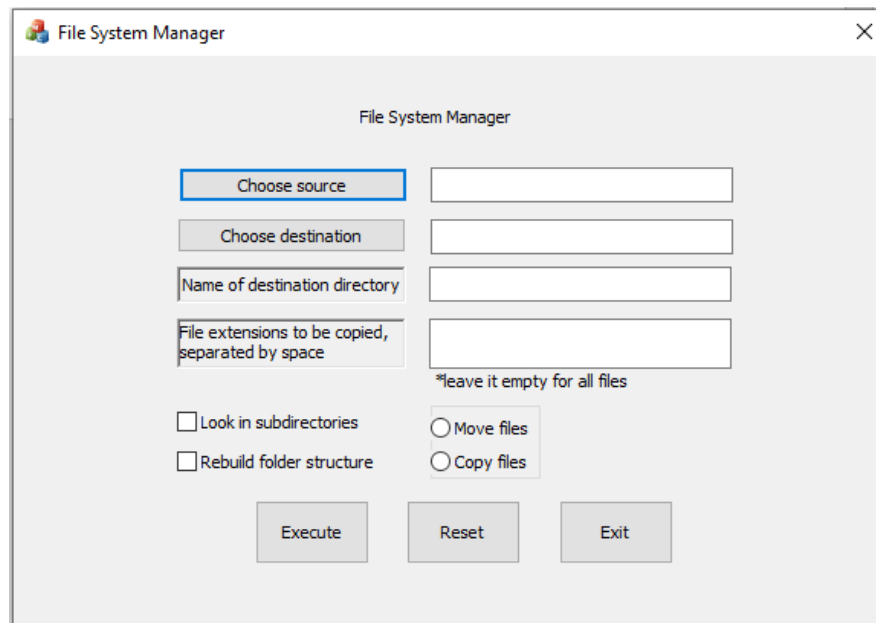 File System Manager
File System Manager
Choose source
Choose destination
Name of destination directory
File extensions to be copied,
separated by space
*leave it empty for all files
Look in subdirectories
Move files
Rebuild folder structure
Copy files
Execute
Reset
Exit